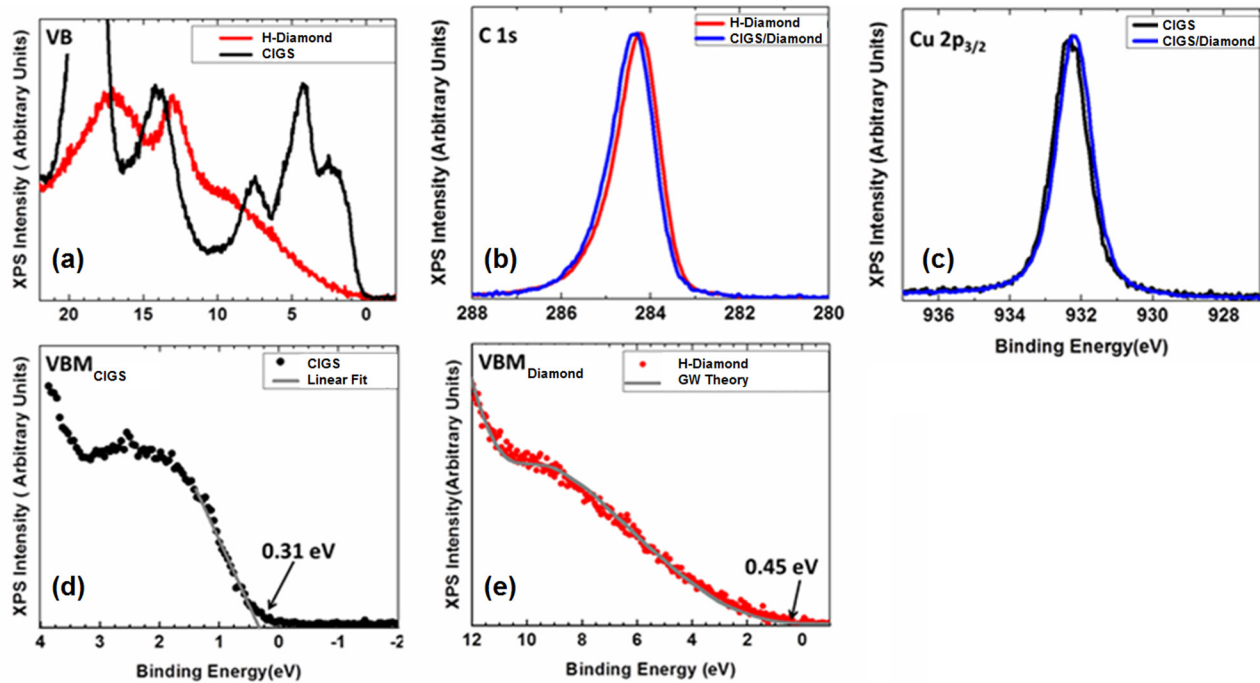 VB
H-Diamond
CIGS
XPS Intensity ( Arbitrary Units)
(a)
20 15 10 5 0
C 1s
H-Diamond
CIGS/Diamond
XPS Intensity (Arbitrary Units)
(b)
288 286 284 282 280
Cu 2p3/2
CIGS
CIGS/Diamond
XPS Intensity (Arbitrary Units)
(c)
936 934 932 930 928
Binding Energy(eV)
VBM CIGS
CIGS
Linear Fit
XPS Intensity ( Arbitrary Units)
0.31 eV
(d)
4 3 2 1 0 -1 -2
Binding Energy(eV)
VBM Diamond
H-Diamond
GW Theory
XPS Intensity(Arbitrary Units)
0.45 eV
(e)
12 10 8 6 4 2 0
Binding Energy (eV)